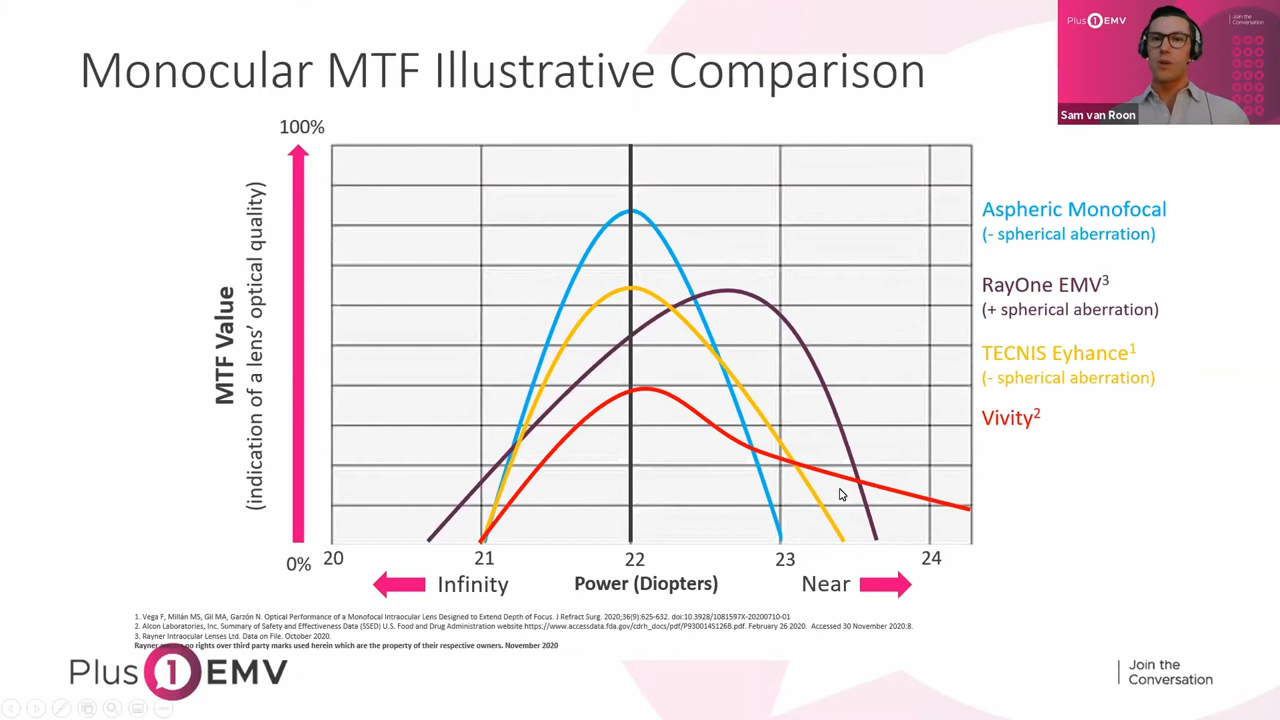 Monocular MTF Illustrative Comparison
Plus 1 EMV
Join the
Conversation
Sam van Roon
100%
MTF Value
(indication of a lens’ optical quality)
0%
20
21
22
23
24
Infinity
Power (Diopters)
Near
Aspheric Monofocal
(- spherical aberration)
RayOne EMV3
(+ spherical aberration)
TECNIS Eyhance1
(- spherical aberration)
Vivity2
1. Vega F, Millán MS, Gil MA, Garzón N. Optical Performance of a Monofocal Intraocular Lens Designed to Extend Depth of Focus. J Refract Surg. 2020;36(9):625-632. doi:10.3928/1081597X-20200710-01
2. Alcon Laboratories, Inc. Summary of Safety and Effectiveness Data (SSED) U.S. Food and Drug Administration website https://www.accessdata.fda.gov/cdrh_docs/pdf/P930014S126B.pdf. February 26 2020. Accessed 30 November 2020:8.
3. Rayner Intraocular Lenses Ltd. Data on File. October 2020.
Rayner no rights over third party marks used herein which are the property of their respective owners. November 2020
Plus 1 EMV
Join the
Conversation